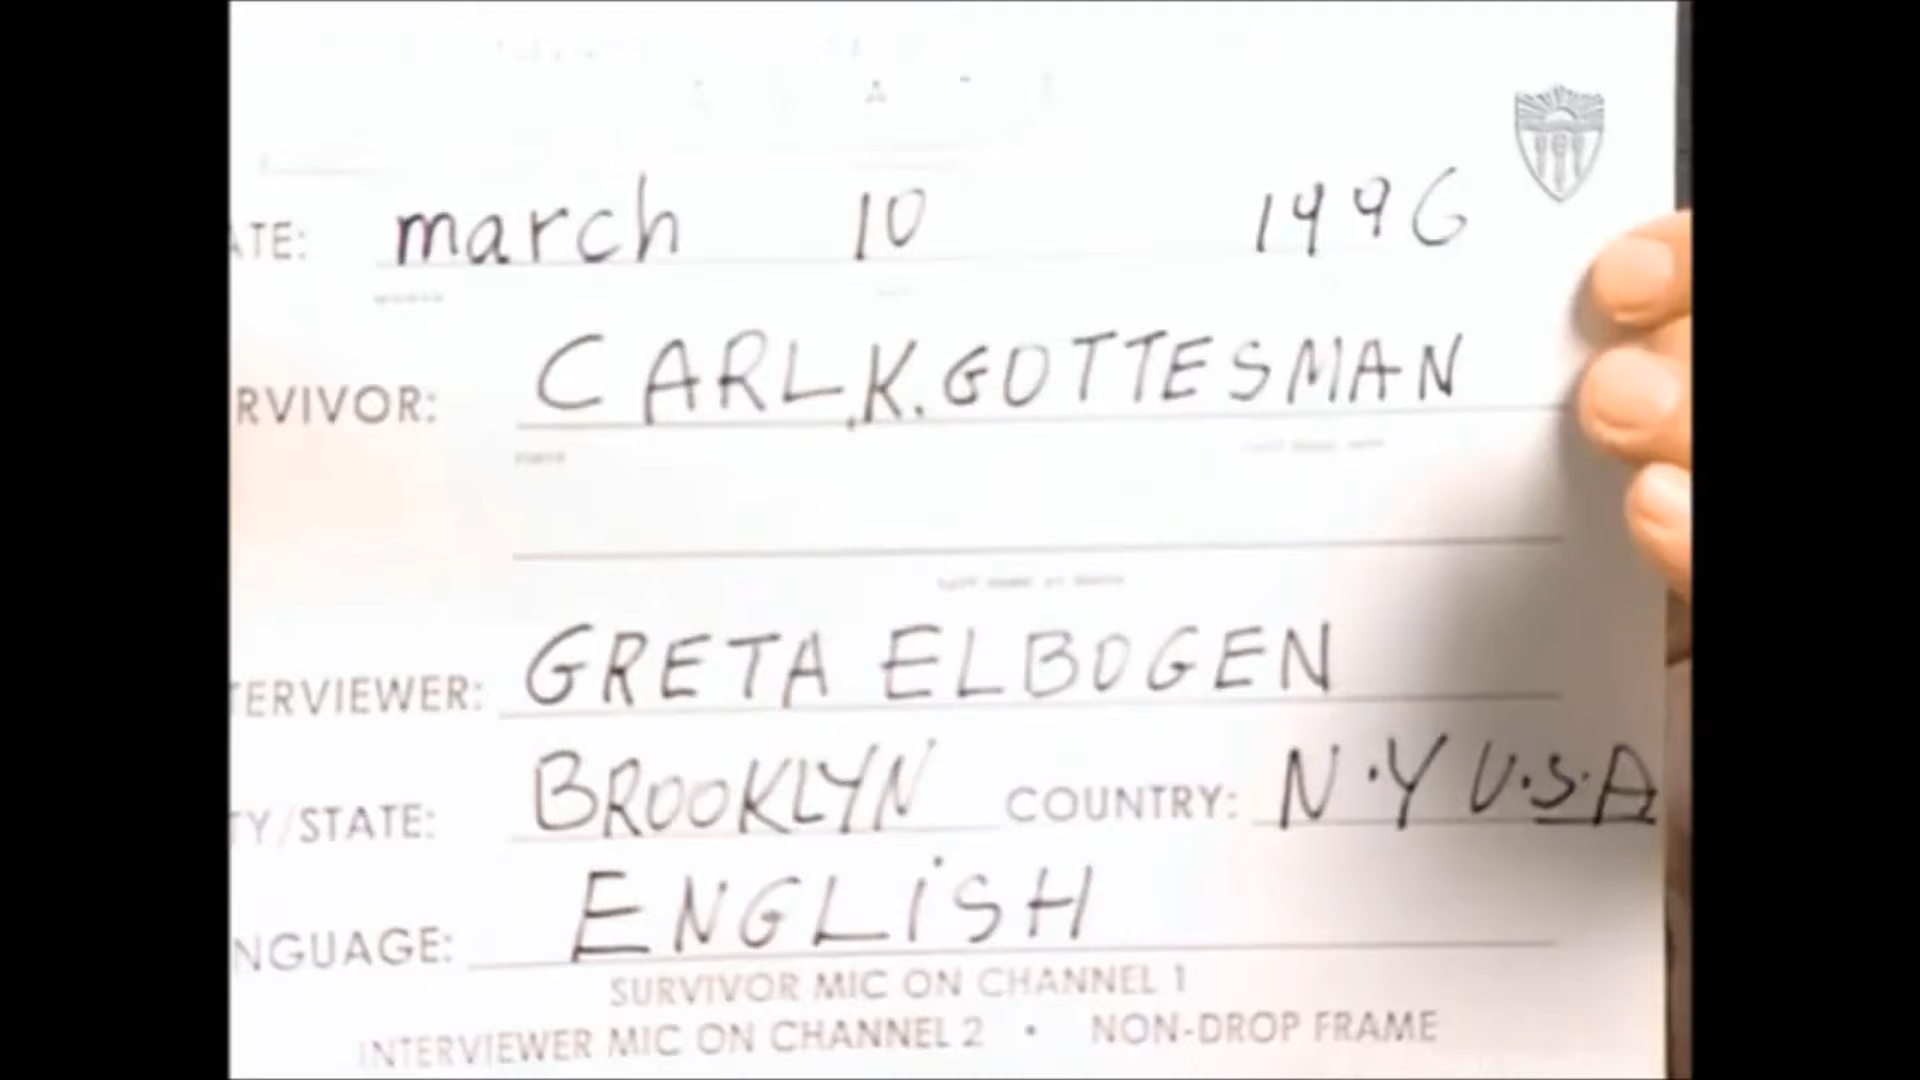 ATE: march 10 1996
RVIVOR: CARL.K.GOTTESMAN
TERVIEWER: GRETA ELBOGEN
TY/STATE: BROOKLYN COUNTRY: N.Y U.S.A
NGUAGE: ENGLISH
SURVIVOR MIC ON CHANNEL 1
INTERVIEWER MIC ON CHANNEL 2 • NON-DROP FRAME